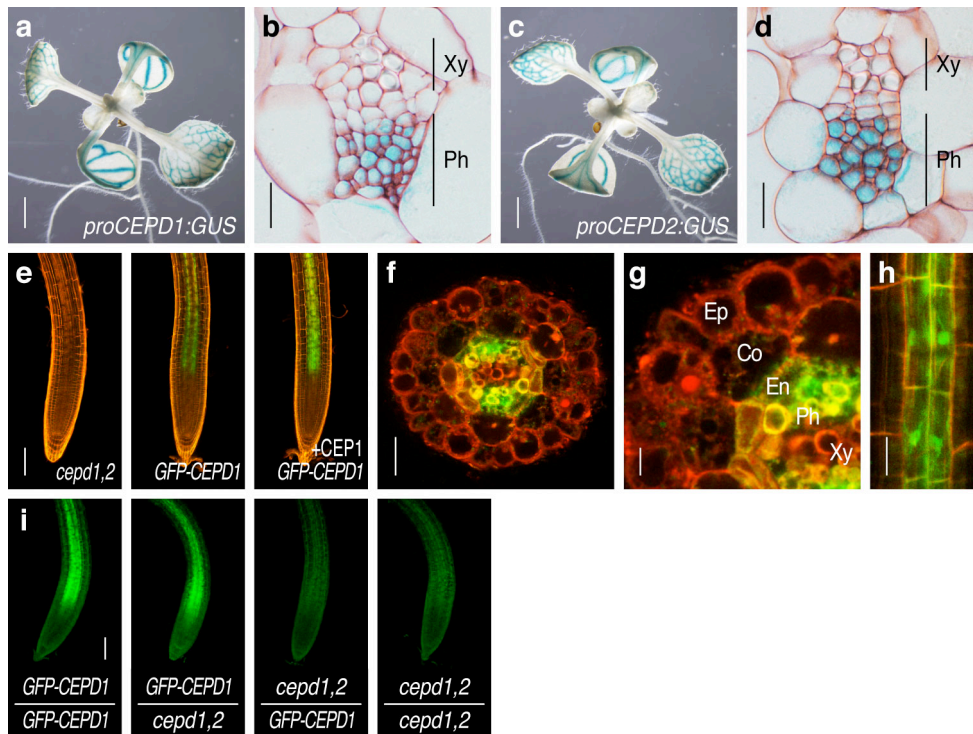 a
proCEPD1:GUS
b
Xy
Ph
c
proCEPD2:GUS
d
Xy
Ph
e
cepd1,2
GFP-CEPD1
+CEP1
GFP-CEPD1
f
g
Ep
Co
En
Ph
Xy
h
i
GFP-CEPD1
GFP-CEPD1
GFP-CEPD1
cepd1,2
cepd1,2
GFP-CEPD1
cepd1,2
cepd1,2